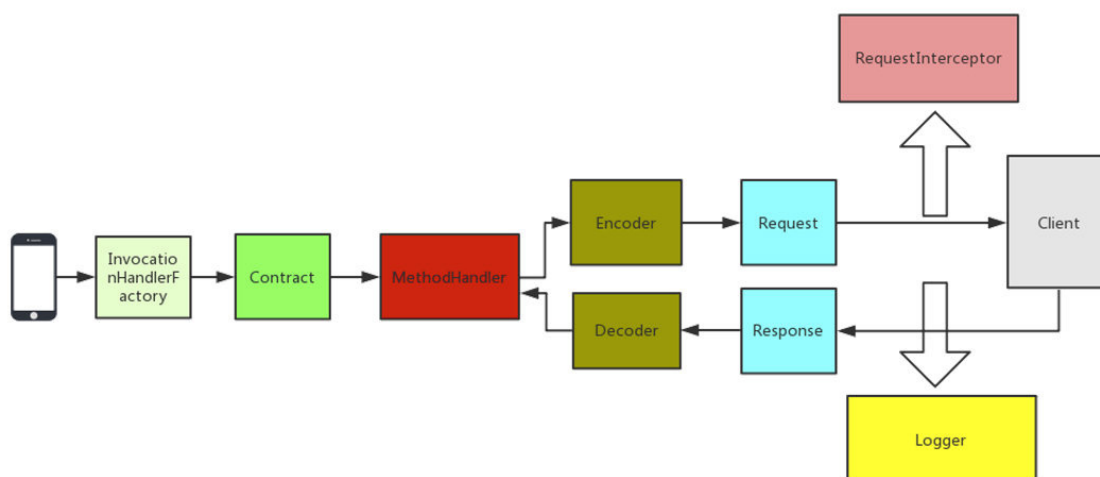 RequestInterceptor
Encoder
Request
Client
Invocatio
nHandlerF
actory
Contract
MethodHandler
Decoder
Response
Logger